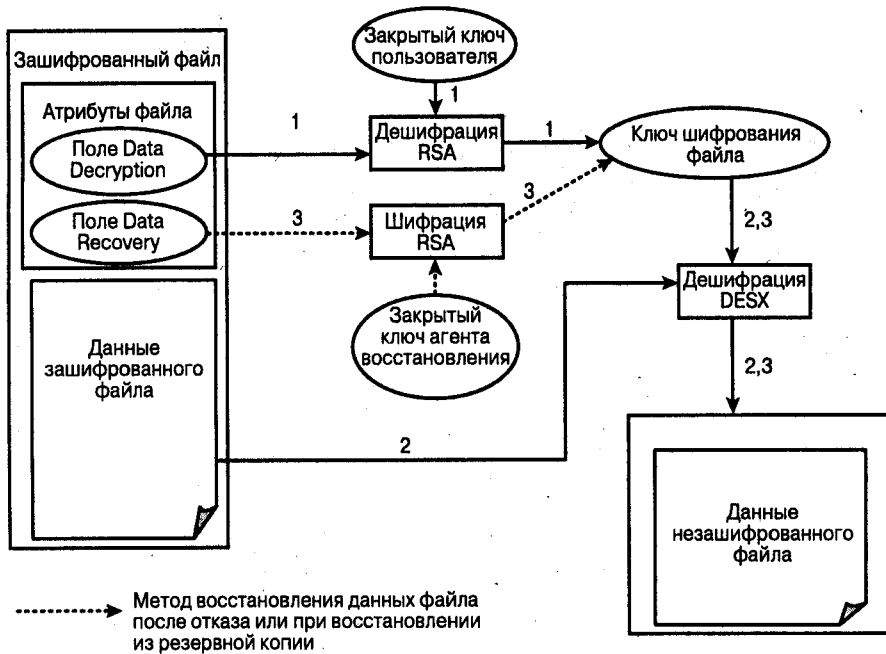 Зашифрованный файл
Атрибуты файла
Поле Data
Decryption
Поле Data
Recovery
Данные
зашифрованного
файла
Закрытый ключ
пользователя
1
1
Дешифрация
RSA
1
Ключ шифрования
файла
3
Шифрация
RSA
3
Закрытый
ключ агента
восстановления
2,3
Дешифрация
DESX
2
2,3
Данные
незашифрованного
файла
Метод восстановления данных файла
после отказа или при восстановлении
из резервной копии